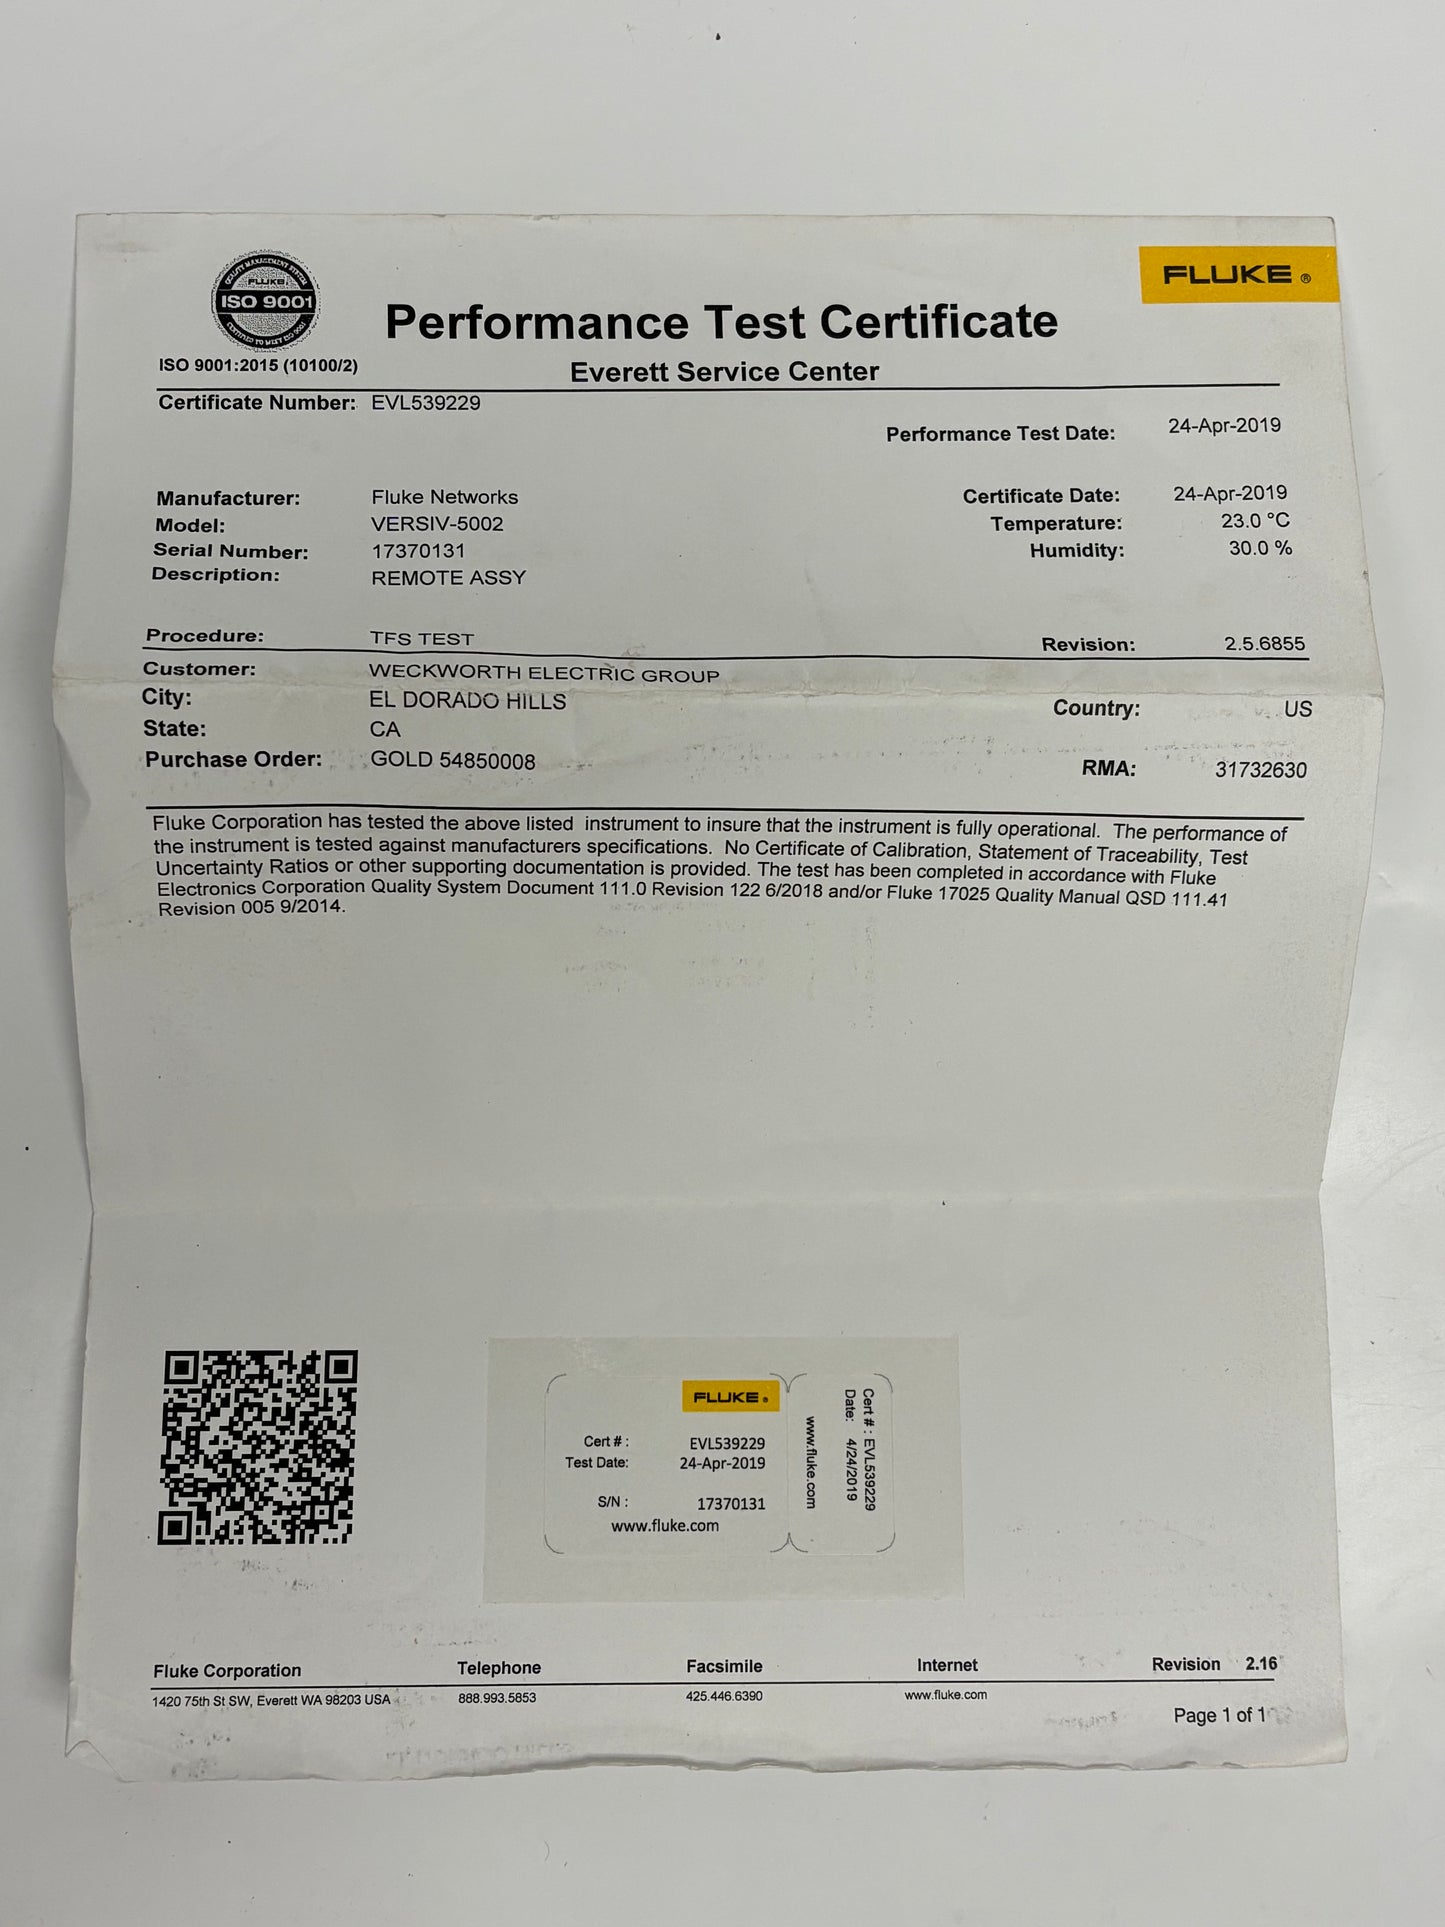 QUALITY MANAGEMENT SYSTEM
FLUKE
ISO 9001
CERTIFIED TO MEET ISO 9001
FLUKE ®
Performance Test Certificate
ISO 9001:2015 (10100/2)
Everett Service Center
Certificate Number: EVL539229
Performance Test Date: 24-Apr-2019
Manufacturer: Fluke Networks Certificate Date: 24-Apr-2019
Model: VERSIV-5002 Temperature: 23.0 °C
Serial Number: 17370131 Humidity: 30.0 %
Description: REMOTE ASSY
Procedure: TFS TEST Revision: 2.5.6855
Customer: WECKWORTH ELECTRIC GROUP
City: EL DORADO HILLS Country: US
State: CA
Purchase Order: GOLD 54850008 RMA: 31732630
Fluke Corporation has tested the above listed  instrument to insure that the instrument is fully operational.  The performance of
the instrument is tested against manufacturers specifications.  No Certificate of Calibration, Statement of Traceability, Test
Uncertainty Ratios or other supporting documentation is provided. The test has been completed in accordance with Fluke
Electronics Corporation Quality System Document 111.0 Revision 122 6/2018 and/or Fluke 17025 Quality Manual QSD 111.41
Revision 005 9/2014.
FLUKE ®
Cert # : EVL539229
Test Date: 24-Apr-2019
S/N : 17370131
www.fluke.com
Cert # : EVL539229
Date: 4/24/2019
www.fluke.com
Fluke Corporation Telephone Facsimile Internet Revision 2.16
1420 75th St SW, Everett WA 98203 USA 888.993.5853 425.446.6390 www.fluke.com
Page 1 of 1